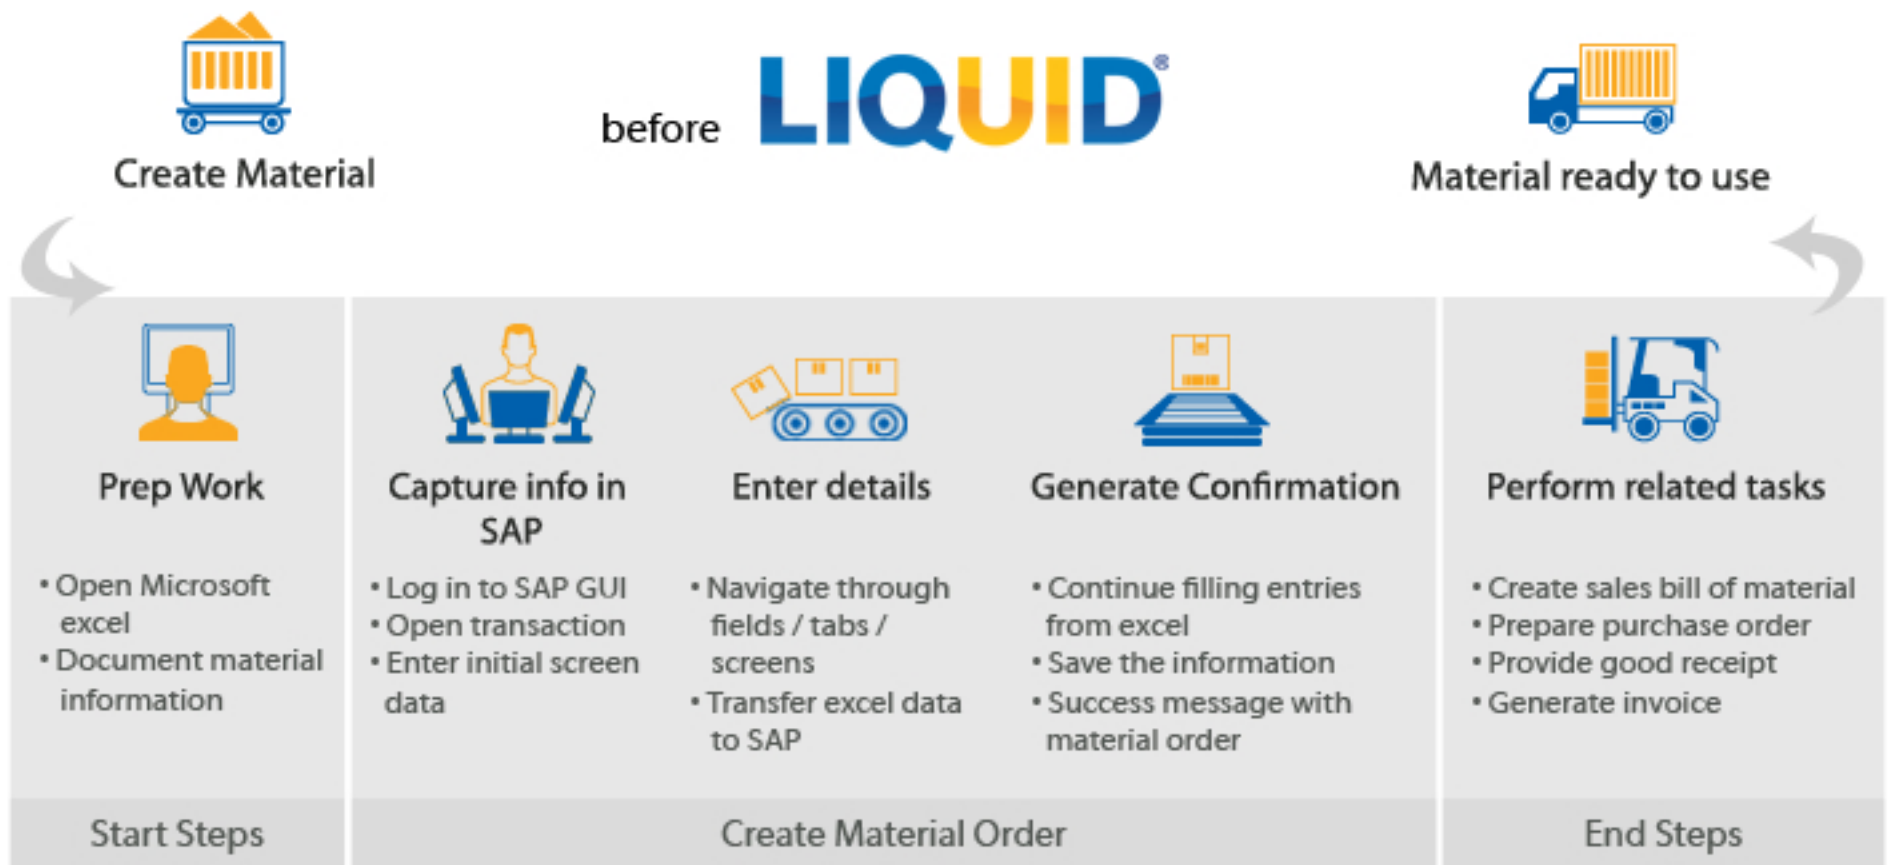 Create Material
before LIQUID®
Material ready to use
Prep Work
• Open Microsoft
excel
• Document material
information
Capture info in
SAP
• Log in to SAP GUI
• Open transaction
• Enter initial screen
data
Enter details
• Navigate through
fields / tabs /
screens
• Transfer excel data
to SAP
Generate Confirmation
• Continue filling entries
from excel
• Save the information
• Success message with
material order
Perform related tasks
• Create sales bill of material
• Prepare purchase order
• Provide good receipt
• Generate invoice
Start Steps
Create Material Order
End Steps